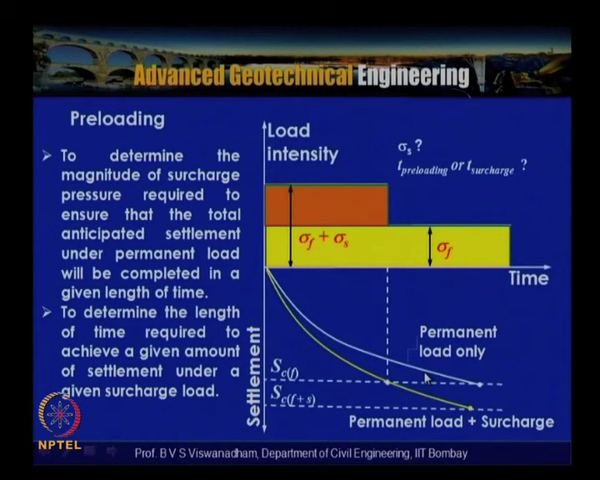 Advanced Geotechnical Engineering
Preloading
➢ To determine the
magnitude of surcharge
pressure required to
ensure that the total
anticipated settlement
under permanent load
will be completed in a
given length of time.
➢ To determine the length
of time required to
achieve a given amount
of settlement under a
given surcharge load.
Load
intensity
σs ?
tpreloading or tsurcharge ?
σf + σs
σf
Time
Settlement
Sc(f)
Sc(f+s)
Permanent
load only
Permanent load + Surcharge
NPTEL
Prof. B V S Viswanadham, Department of Civil Engineering, IIT Bombay